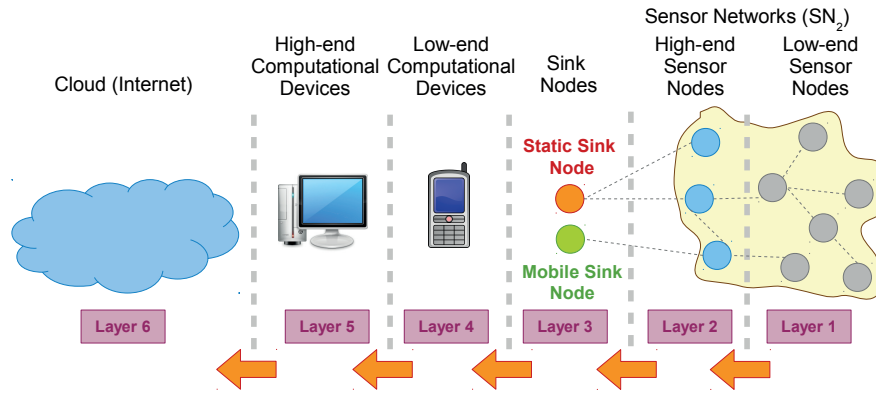 Sensor Networks (SN2)
Cloud (Internet)
High-end
Computational
Devices
Low-end
Computational
Devices
Sink
Nodes
High-end
Sensor
Nodes
Low-end
Sensor
Nodes
Static Sink
Node
Mobile Sink
Node
Layer 6
Layer 5
Layer 4
Layer 3
Layer 2
Layer 1